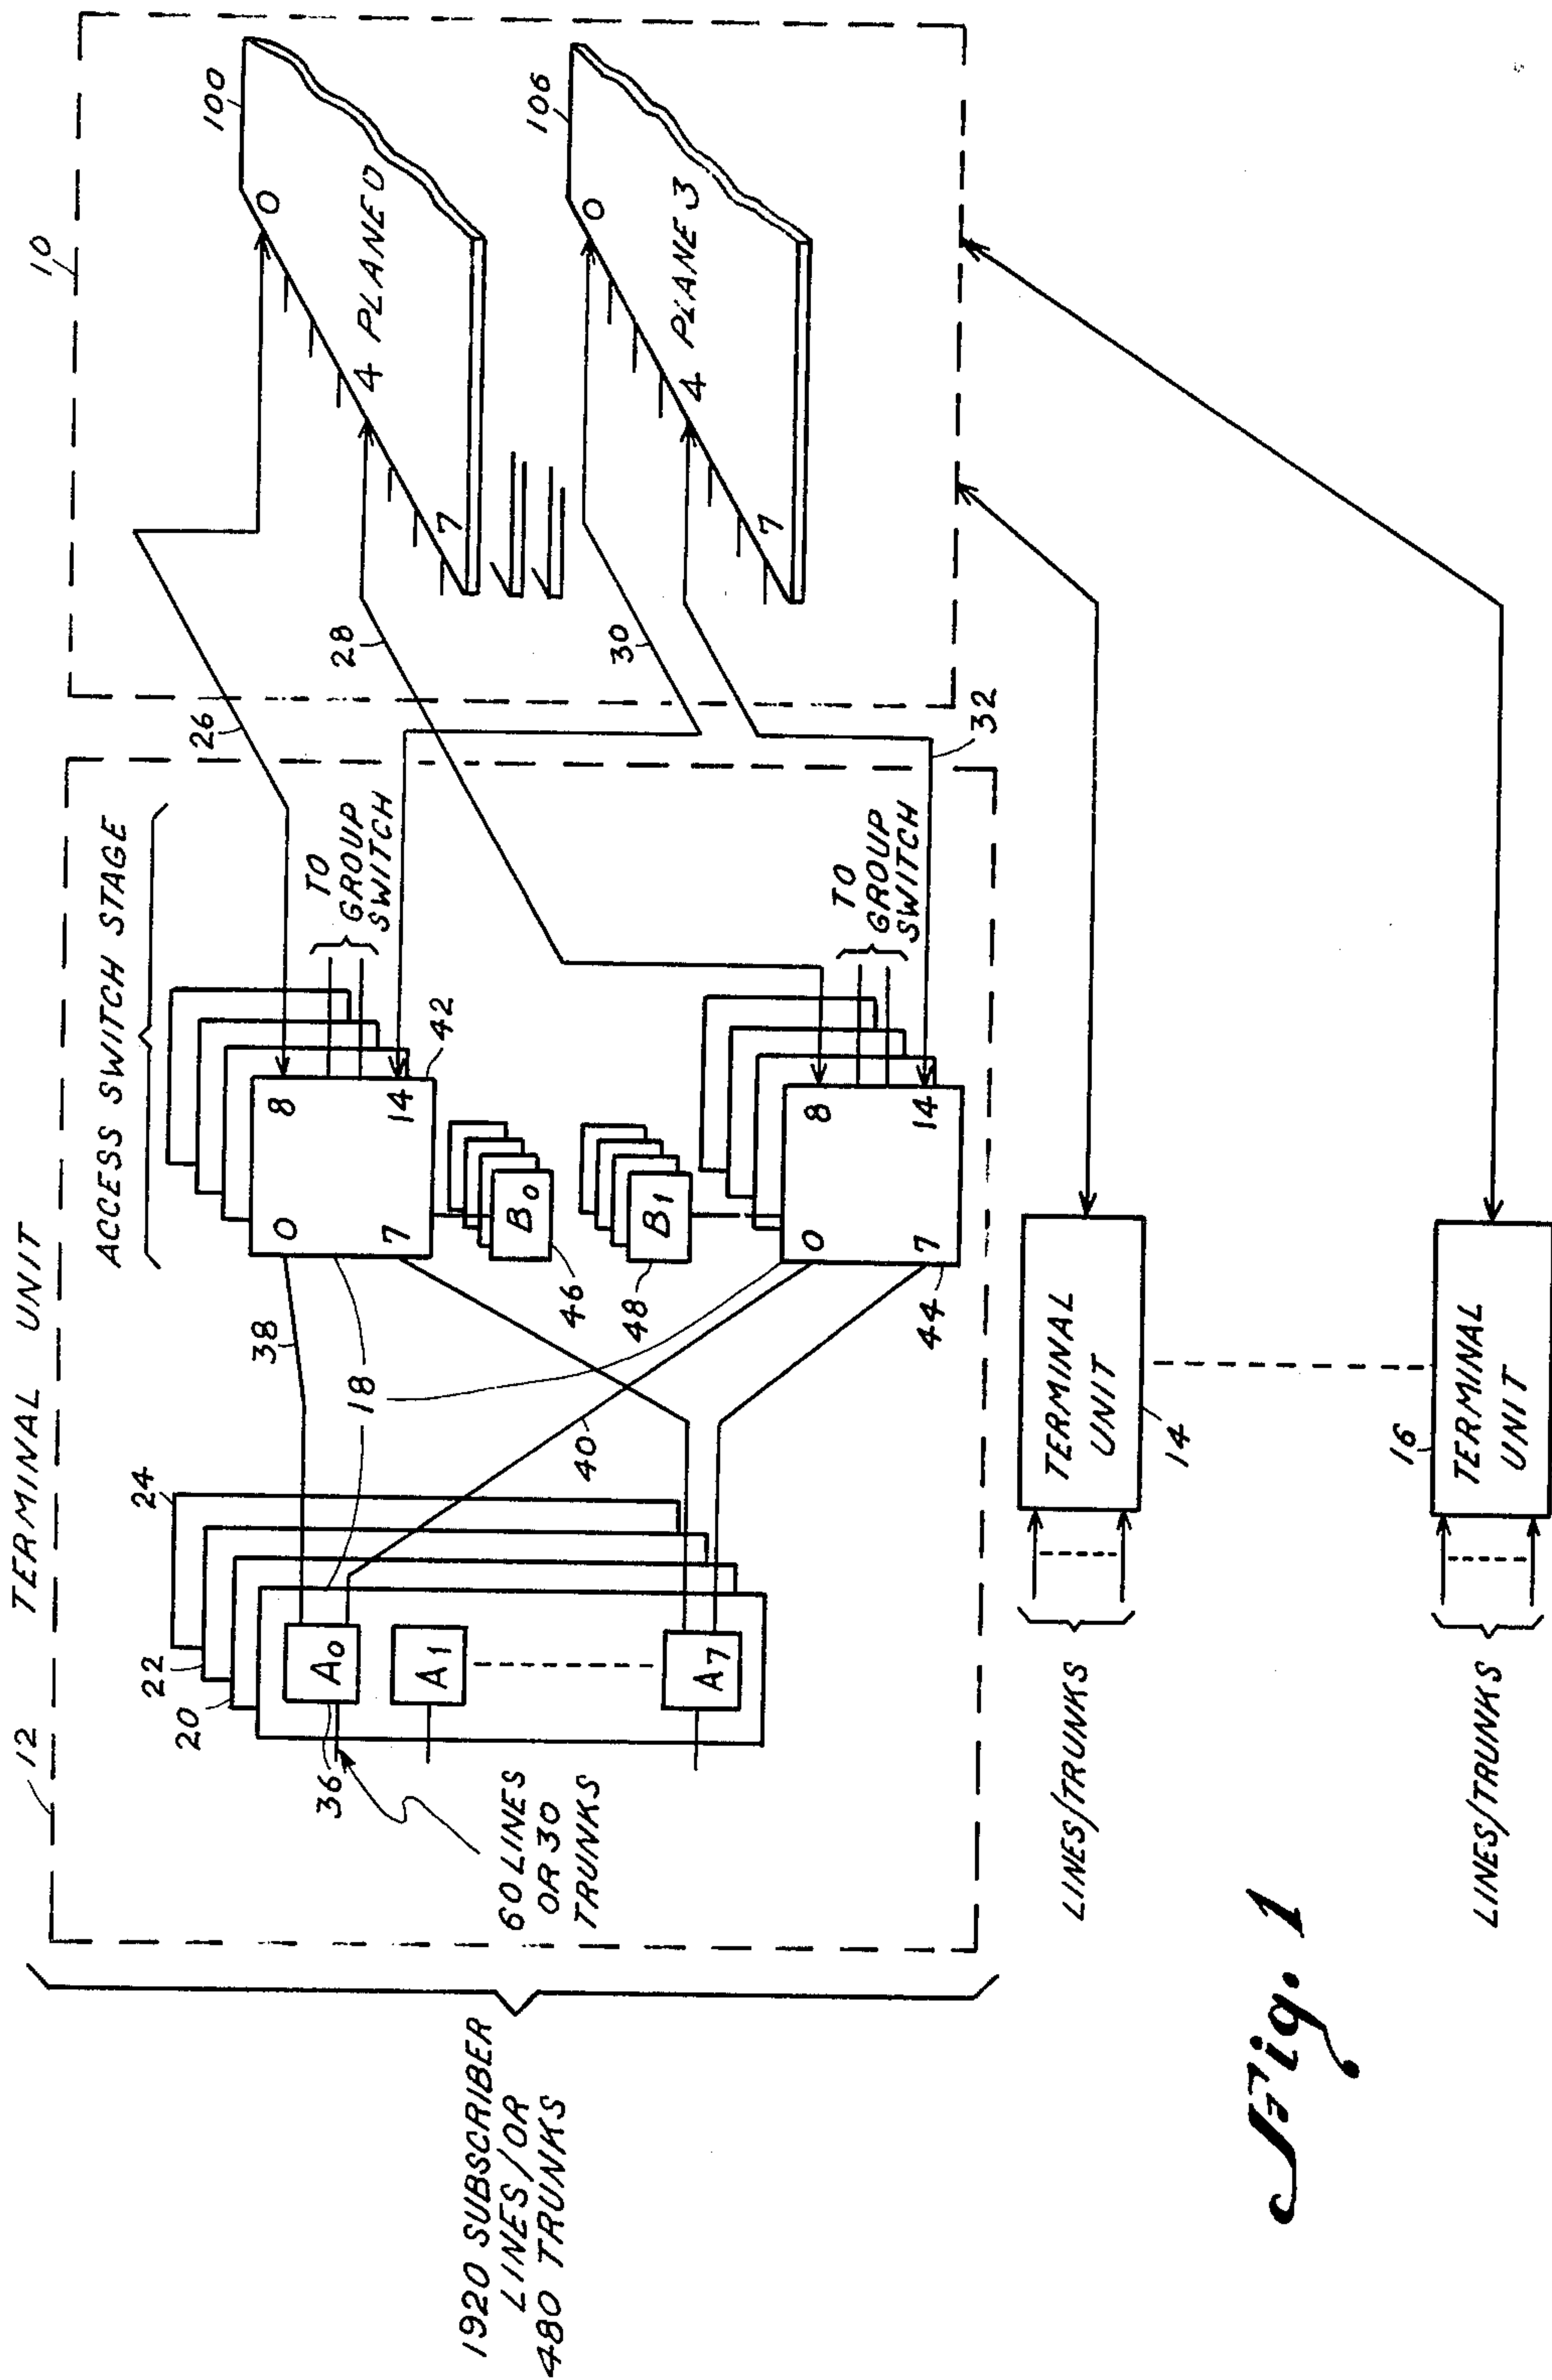 12 TERMINAL UNIT
10
ACCESS SWITCH STAGE
26
28
30
32
100
0
4 PLANE 0
7
106
0
4 PLANE 3
7
24
22
20
18
18
38
40
36
A0
A1
A7
0
8
7
14
42
TO
GROUP
SWITCH
B0
46
B1
48
0
8
7
14
44
TO
GROUP
SWITCH
60 LINES
OR 30
TRUNKS
1920 SUBSCRIBER
LINES/OR
480 TRUNKS
LINES/TRUNKS
TERMINAL
UNIT
14
LINES/TRUNKS
16
TERMINAL
UNIT
Fig. 1